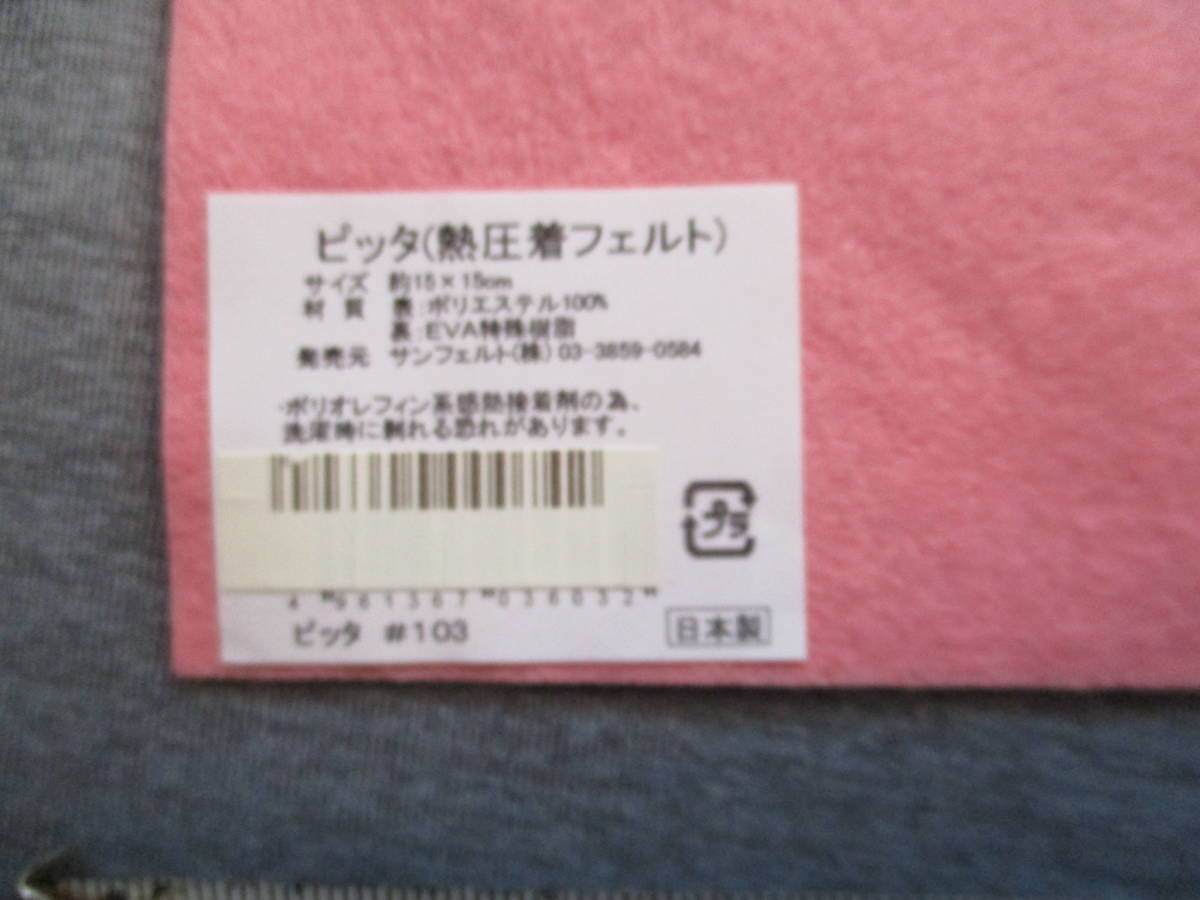 ピッタ(熱圧着フェルト)
サイズ 約15×15cm
材質 表:ポリエステル100%
裏:EVA特殊樹脂
発売元 サンフェルト(株) 03-3859-0584
・ポリオレフィン系感熱接着剤の為、
洗濯時に剥れる恐れがあります。
プラ
4 961367 036032
ピッタ #103
日本製